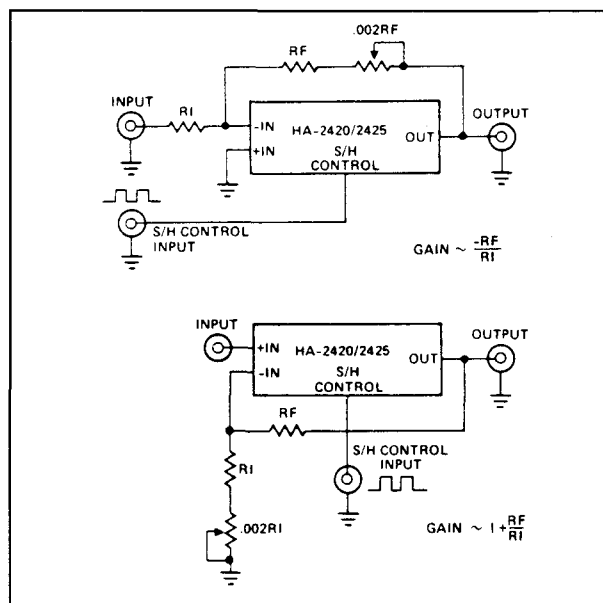 .002RF
RF
INPUT
RI
-IN
HA-2420/2425
OUT
OUTPUT
+IN
S/H
CONTROL
S/H CONTROL
INPUT
GAIN ~ -RF/RI
INPUT
OUTPUT
+IN
HA-2420/2425
OUT
-IN
S/H
CONTROL
RF
S/H CONTROL
INPUT
RI
.002RI
GAIN ~ 1 + RF/RI